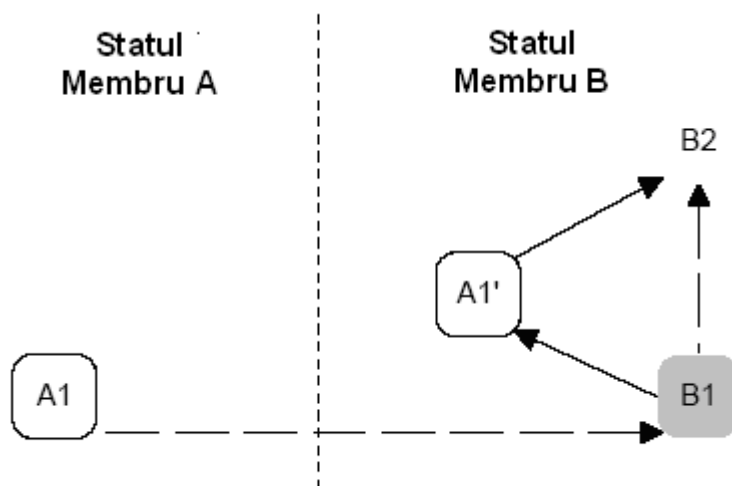 Statul
Membru A
Statul
Membru B
B2
A1'
A1
B1